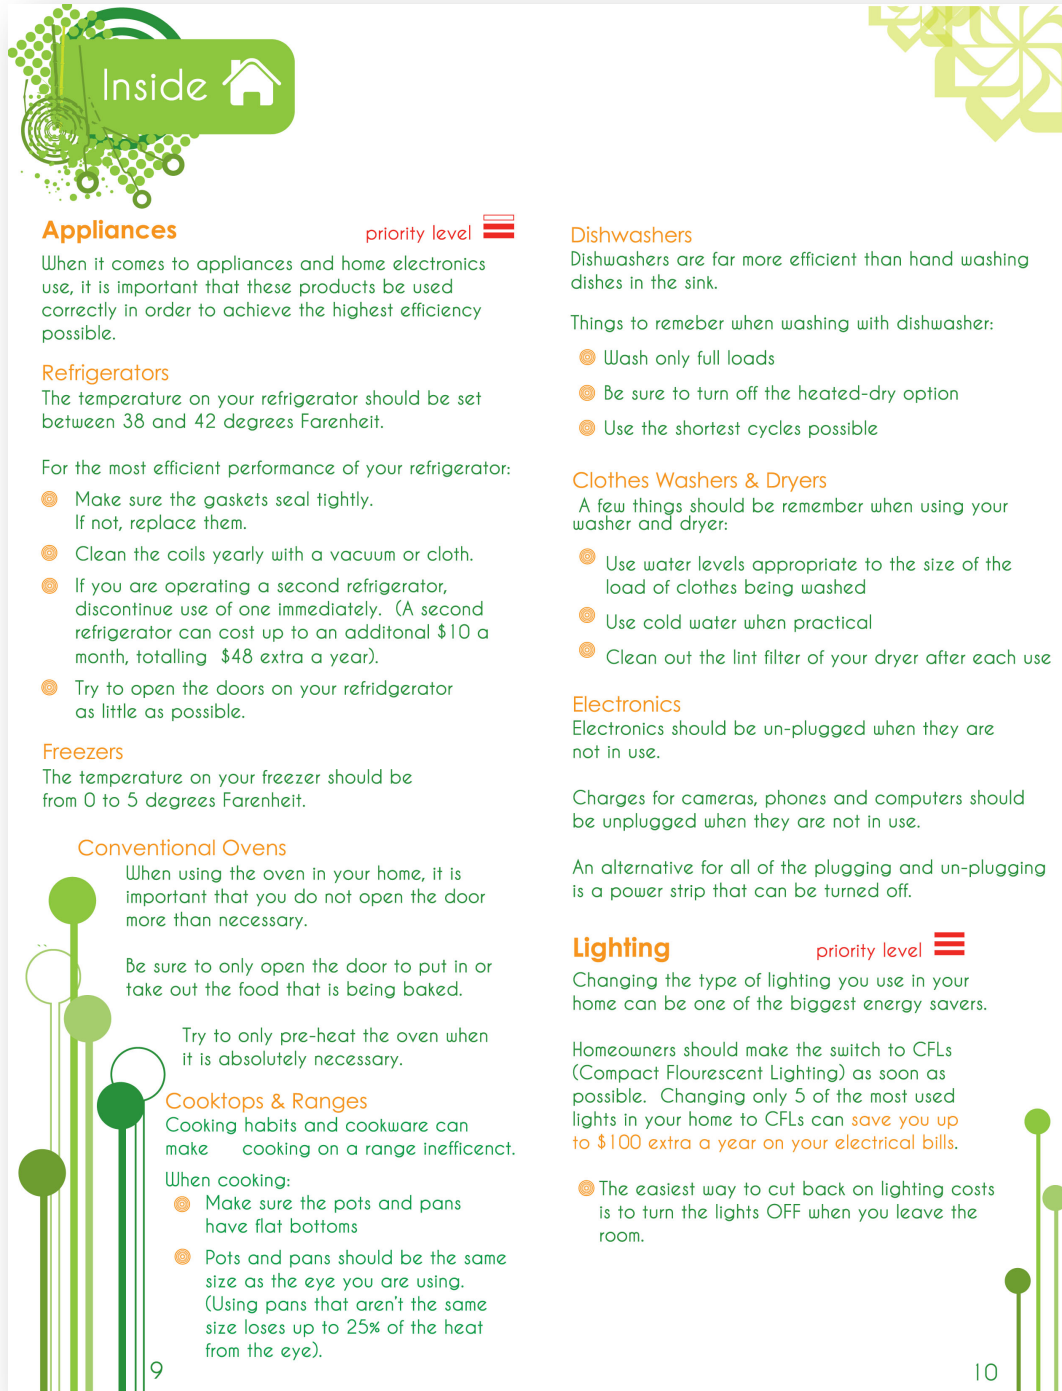 Inside
Appliances
priority level
When it comes to appliances and home electronics
use, it is important that these products be used
correctly in order to achieve the highest efficiency
possible.
Refrigerators
The temperature on your refrigerator should be set
between 38 and 42 degrees Farenheit.
For the most efficient performance of your refrigerator:
Make sure the gaskets seal tightly.
If not, replace them.
Clean the coils yearly with a vacuum or cloth.
If you are operating a second refrigerator,
discontinue use of one immediately. (A second
refrigerator can cost up to an additonal $10 a
month, totalling $48 extra a year).
Try to open the doors on your refridgerator
as little as possible.
Freezers
The temperature on your freezer should be
from 0 to 5 degrees Farenheit.
Conventional Ovens
When using the oven in your home, it is
important that you do not open the door
more than necessary.
Be sure to only open the door to put in or
take out the food that is being baked.
Try to only pre-heat the oven when
it is absolutely necessary.
Cooktops & Ranges
Cooking habits and cookware can
make cooking on a range inefficenct.
When cooking:
Make sure the pots and pans
have flat bottoms
Pots and pans should be the same
size as the eye you are using.
(Using pans that aren't the same
size loses up to 25% of the heat
from the eye).
9
Dishwashers
Dishwashers are far more efficient than hand washing
dishes in the sink.
Things to remeber when washing with dishwasher:
Wash only full loads
Be sure to turn off the heated-dry option
Use the shortest cycles possible
Clothes Washers & Dryers
A few things should be remember when using your
washer and dryer:
Use water levels appropriate to the size of the
load of clothes being washed
Use cold water when practical
Clean out the lint filter of your dryer after each use
Electronics
Electronics should be un-plugged when they are
not in use.
Charges for cameras, phones and computers should
be unplugged when they are not in use.
An alternative for all of the plugging and un-plugging
is a power strip that can be turned off.
Lighting
priority level
Changing the type of lighting you use in your
home can be one of the biggest energy savers.
Homeowners should make the switch to CFLs
(Compact Flourescent Lighting) as soon as
possible. Changing only 5 of the most used
lights in your home to CFLs can save you up
to $100 extra a year on your electrical bills.
The easiest way to cut back on lighting costs
is to turn the lights OFF when you leave the
room.
10